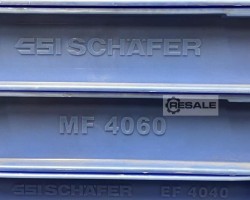 SSI SCHÄFER
RESALE
MF 4060
SSI SCHÄFER EF 4040